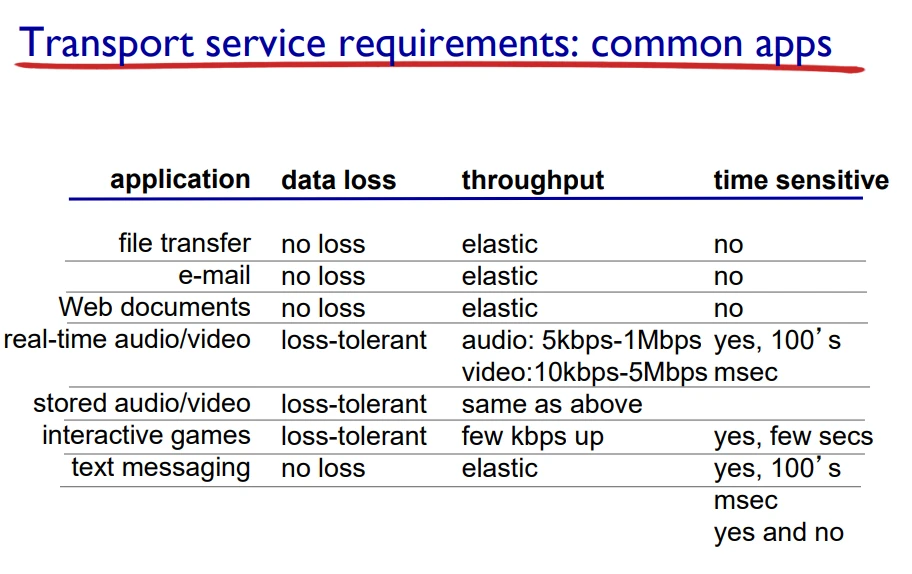 Transport service requirements: common apps
application data loss throughput time sensitive
file transfer no loss elastic no
e-mail no loss elastic no
Web documents no loss elastic no
real-time audio/video loss-tolerant audio: 5kbps-1Mbps yes, 100’s
video:10kbps-5Mbps msec
stored audio/video loss-tolerant same as above
interactive games loss-tolerant few kbps up yes, few secs
text messaging no loss elastic yes, 100’s
msec
yes and no